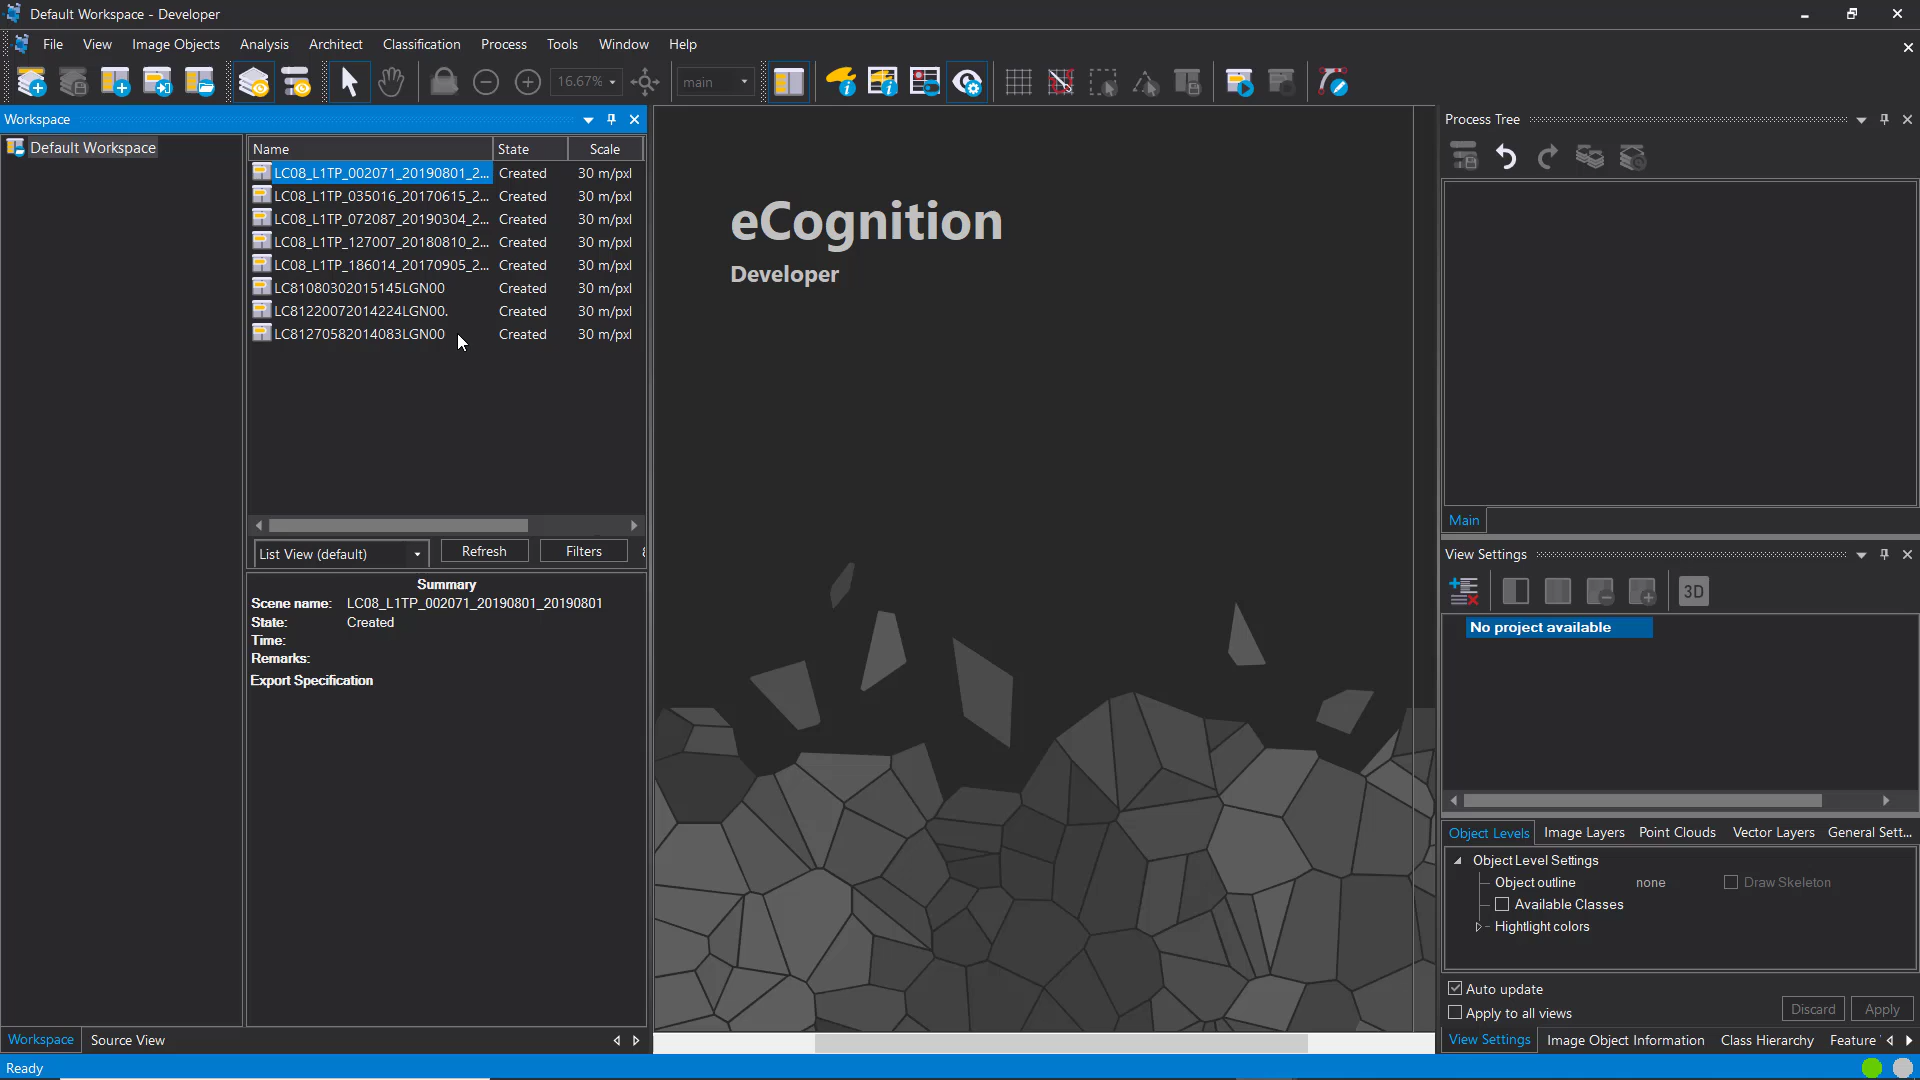 Default Workspace - Developer
File View Image Objects Analysis Architect Classification Process Tools Window Help
16.67% main
Workspace
Default Workspace
Name State Scale
LC08_L1TP_002071_20190801_2... Created 30 m/pxl
LC08_L1TP_035016_20170615_2... Created 30 m/pxl
LC08_L1TP_072087_20190304_2... Created 30 m/pxl
LC08_L1TP_127007_20180810_2... Created 30 m/pxl
LC08_L1TP_186014_20170905_2... Created 30 m/pxl
LC81080302015145LGN00 Created 30 m/pxl
LC81220072014224LGN00. Created 30 m/pxl
LC81270582014083LGN00 Created 30 m/pxl
List View (default) Refresh Filters
Summary
Scene name: LC08_L1TP_002071_20190801_20190801
State: Created
Time:
Remarks:
Export Specification
Workspace Source View
eCognition
Developer
Process Tree
Main
View Settings
3D
No project available
Object Levels Image Layers Point Clouds Vector Layers General Sett...
Object Level Settings
Object outline none Draw Skeleton
Available Classes
Hightlight colors
Auto update
Apply to all views Discard Apply
View Settings Image Object Information Class Hierarchy Feature
Ready